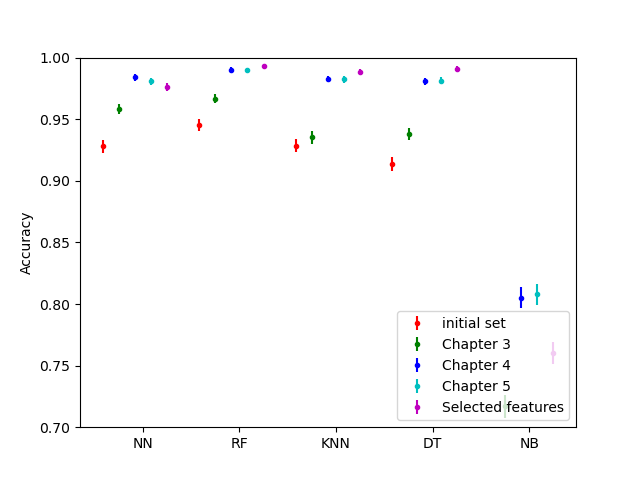 1.00
0.95
0.90
0.85
0.80
0.75
0.70
Accuracy
initial set
Chapter 3
Chapter 4
Chapter 5
Selected features
NN RF KNN DT NB